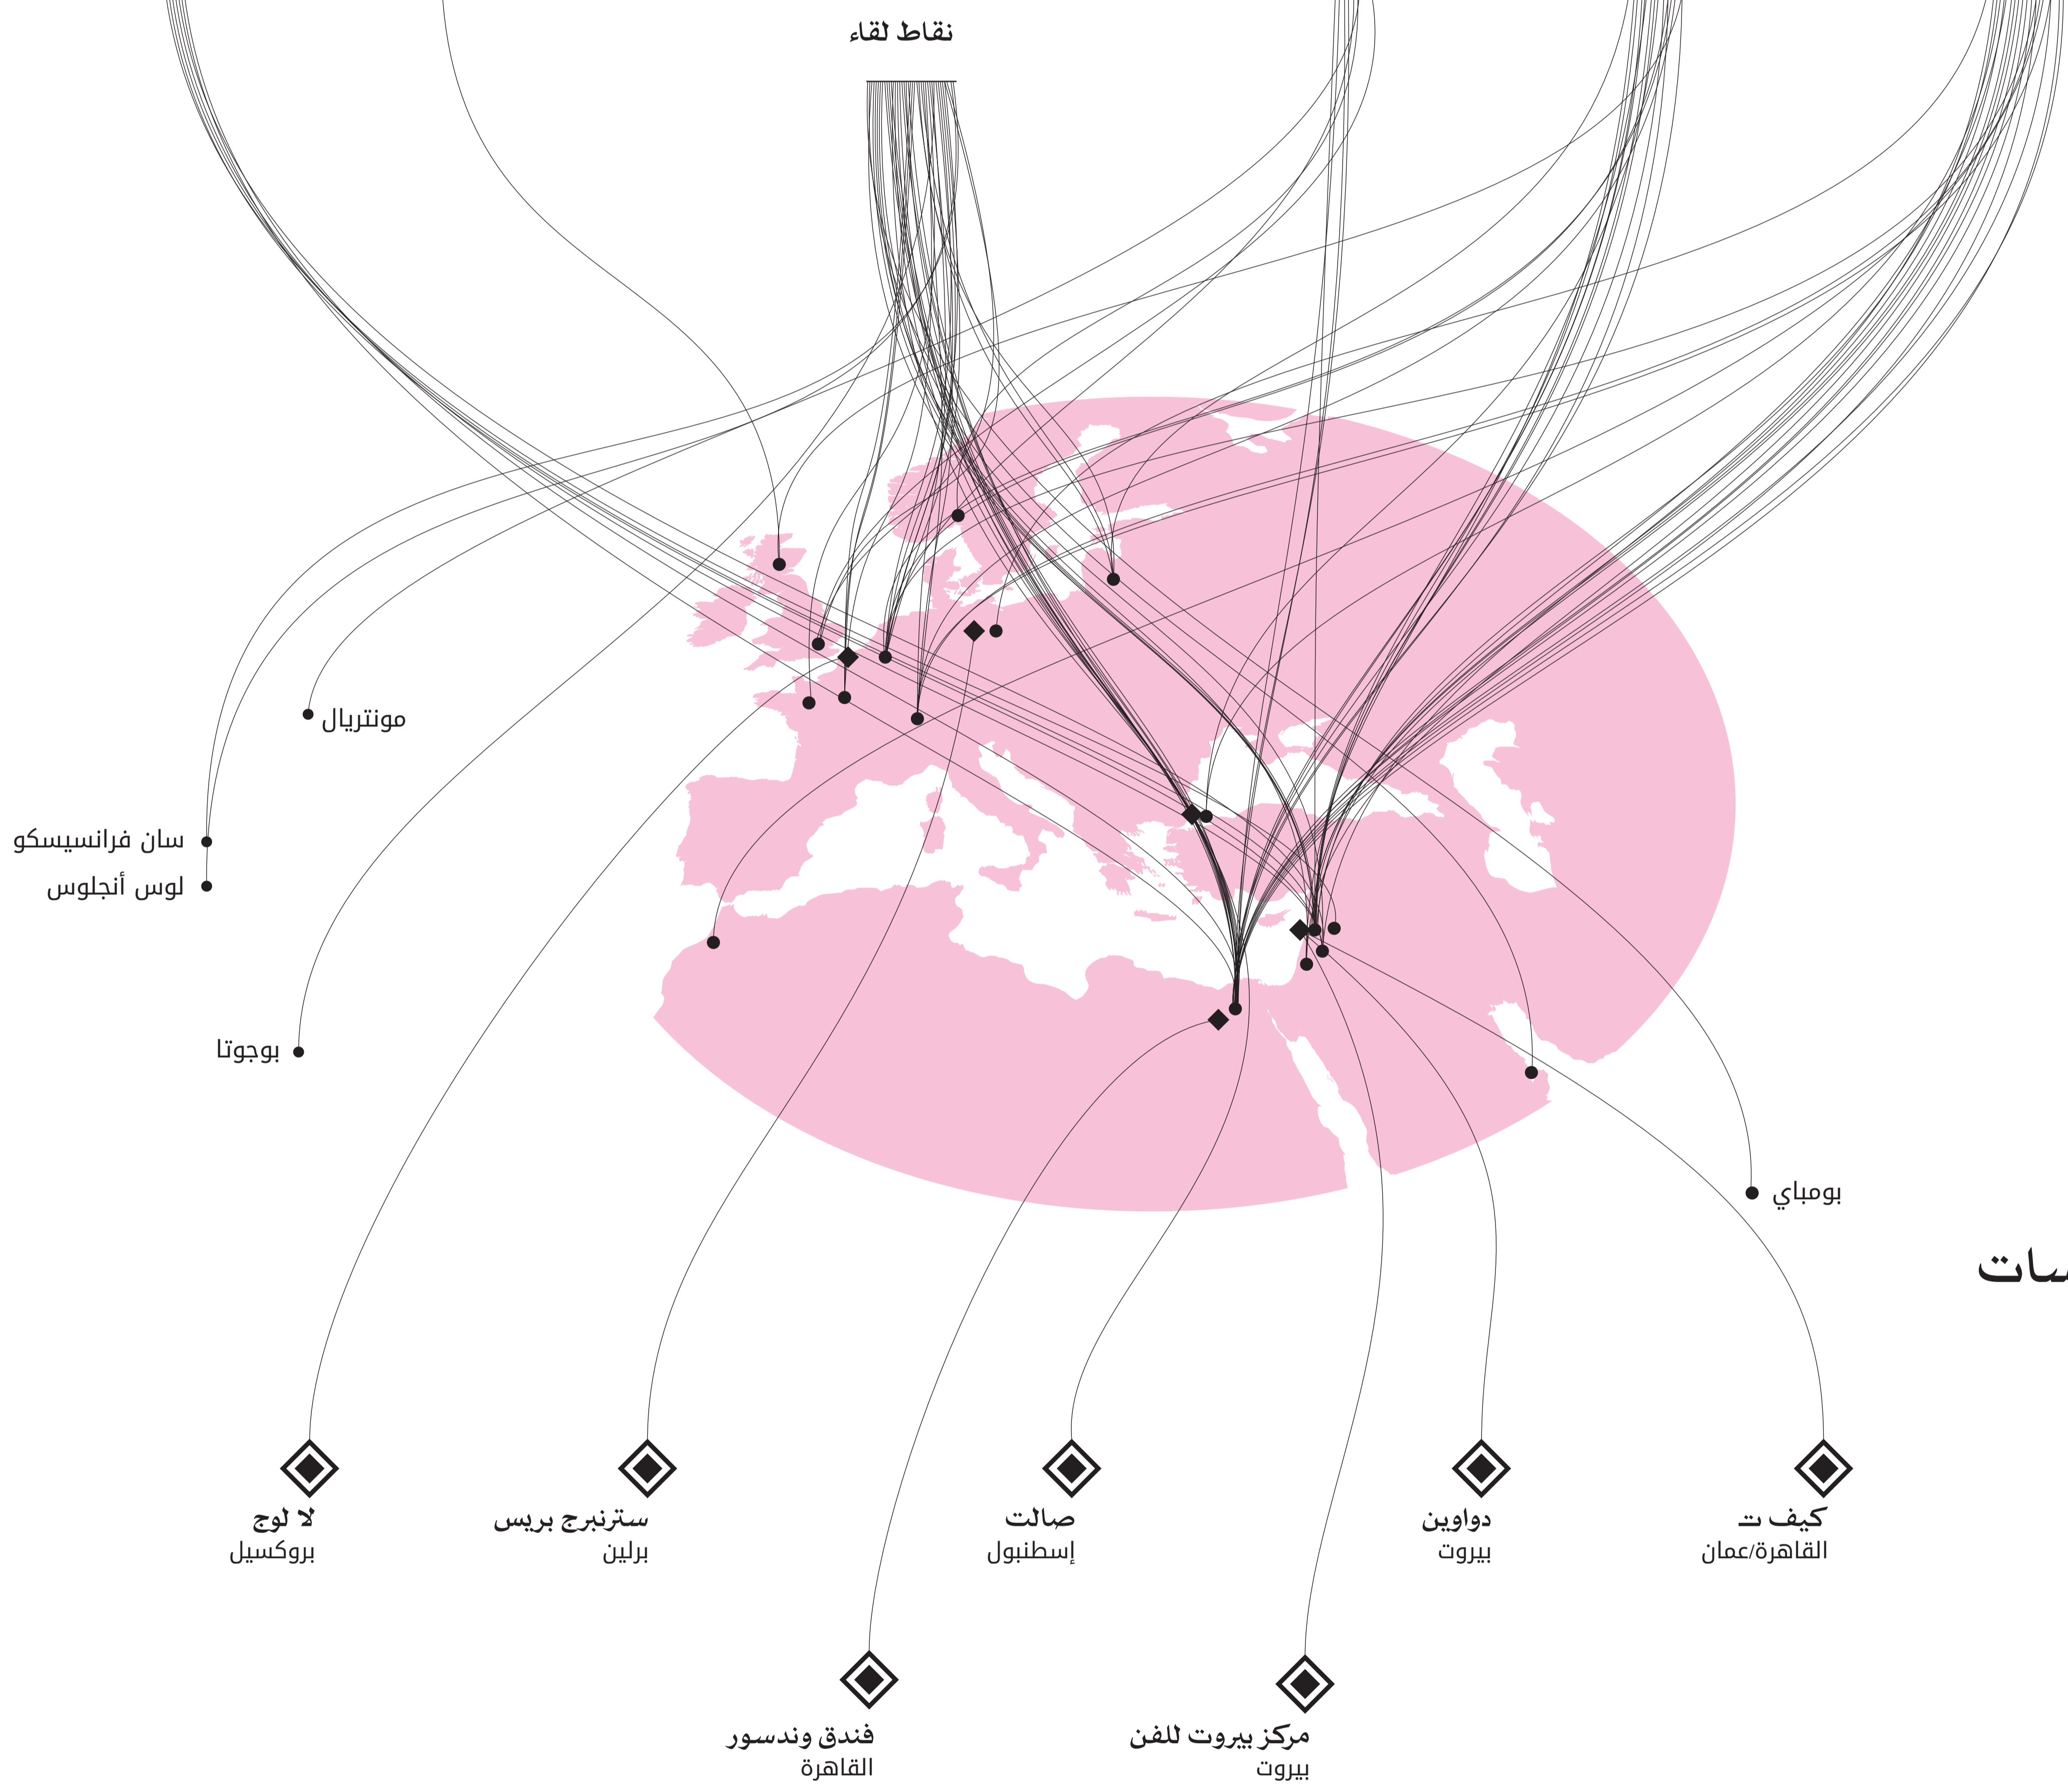 نقاط لقاء
مونتريال
سان فرانسيسكو
لوس أنجلوس
بوجوتا
بومباي
كيف ت
القاهرة/عمان
دواوين
بيروت
صالت
إسطنبول
سترنبرج بريس
برلين
لا لوج
بروكسيل
مركز بيروت للفن
بيروت
فندق وندسور
القاهرة